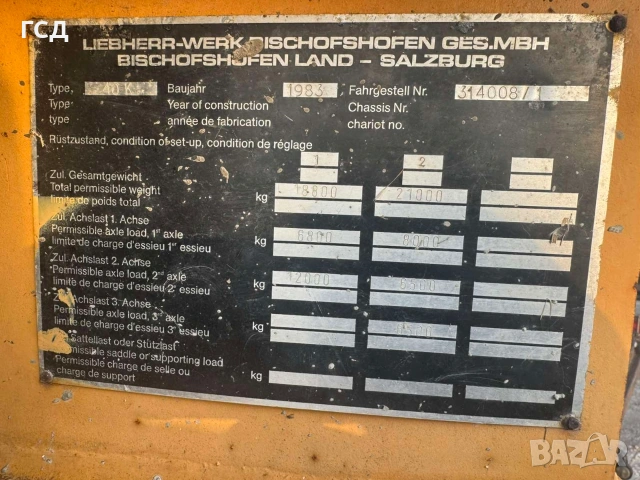 ГСД
LIEBHERR-WERK BISCHOFSHOFEN GES.MBH
BISCHOFSHOFEN LAND – SALZBURG
Type Baujahr 1983 Fahrgestell Nr. 314008/1
Type Year of construction Chassis Nr.
type année de fabrication chariot no.
Rüstzustand, condition of set-up, condition de réglage
1 2
Zul. Gesamtgewicht
Total permissible weight kg 18800 21000
limite de poids total
Zul. Achslast 1. Achse
Permissible axle load, 1st axle kg 6800 8000
limite de charge d'essieu 1er essieu
Zul. Achslast 2. Achse
Permissible axle load, 2nd axle kg 12000 6500
limite de charge d'essieu 2e essieu
Zul. Achslast 3. Achse
Permissible axle load, 3rd axle kg
limite de charge d'essieu 3e essieu
Sattellast oder Stützlast
Permissible saddle or supporting load
Permissible charge de selle ou kg
charge de support
bazar.bg